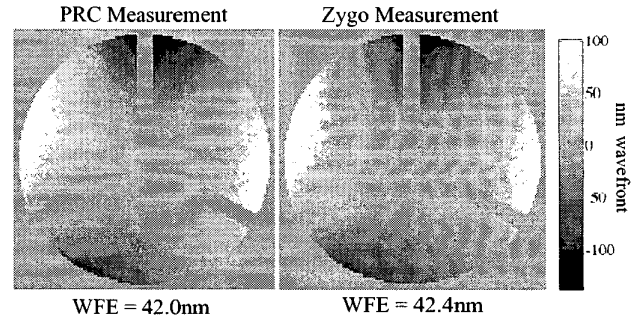 PRC Measurement
Zygo Measurement
100
50
0
50
-100
nm wavefront
WFE = 42.0nm
WFE = 42.4nm